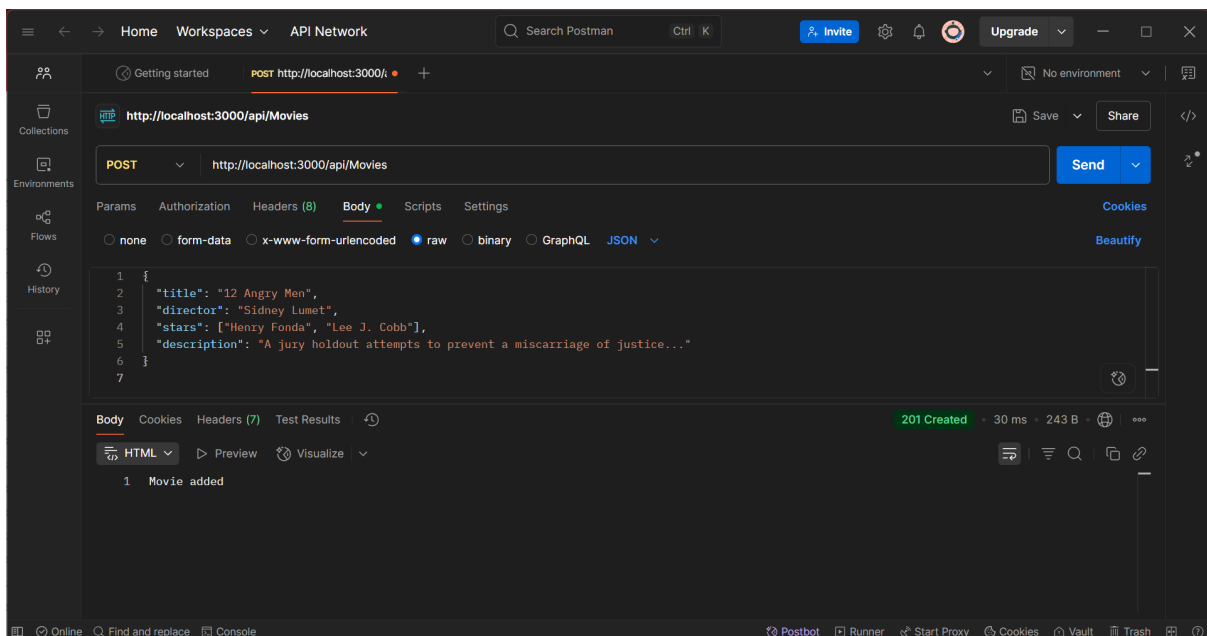 Home Workspaces API Network Search Postman Ctrl K Invite Upgrade
Getting started POST http://localhost:3000/a No environment
HTTP http://localhost:3000/api/Movies Save Share
Collections
POST http://localhost:3000/api/Movies Send
Environments
Params Authorization Headers (8) Body Scripts Settings Cookies
Flows
none form-data x-www-form-urlencoded raw binary GraphQL JSON Beautify
History
1 {
2 "title": "12 Angry Men",
3 "director": "Sidney Lumet",
4 "stars": ["Henry Fonda", "Lee J. Cobb"],
5 "description": "A jury holdout attempts to prevent a miscarriage of justice..."
6 }
7
Body Cookies Headers (7) Test Results 201 Created 30 ms 243 B
HTML Preview Visualize
1 Movie added
Online Find and replace Console Postbot Runner Start Proxy Cookies Vault Trash